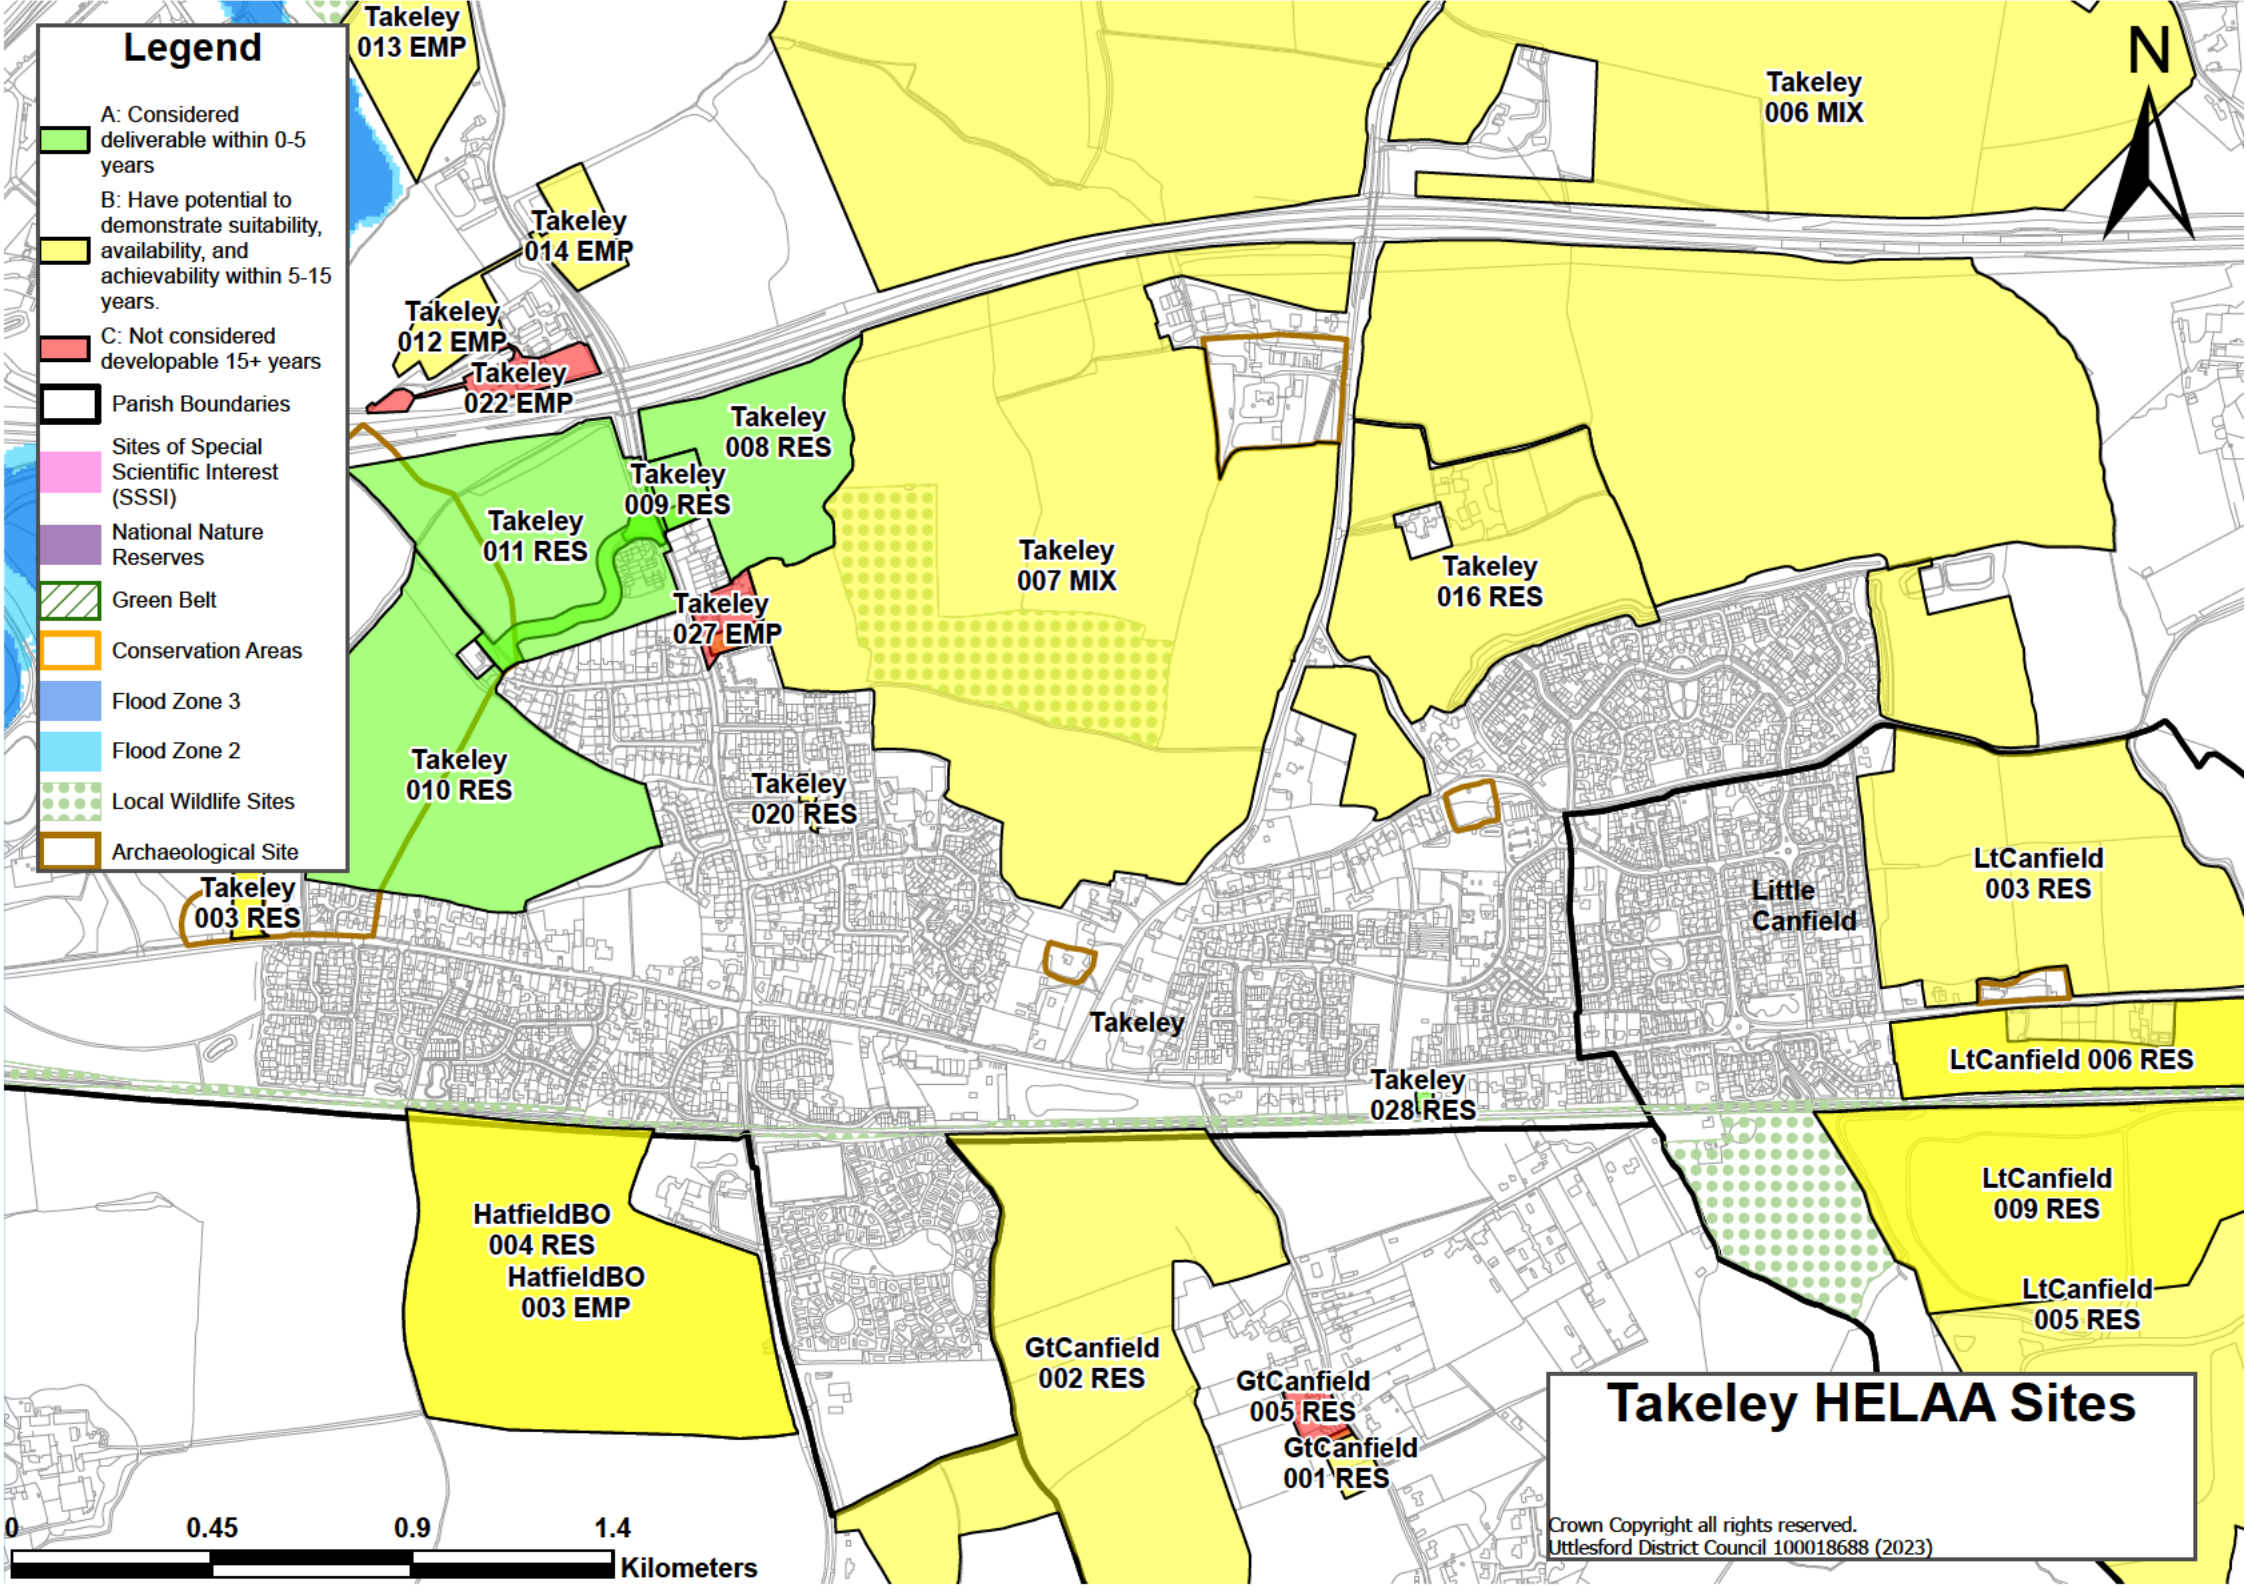 Legend
A: Considered
deliverable within 0-5
years
B: Have potential to
demonstrate suitability,
availability, and
achievability within 5-15
years.
C: Not considered
developable 15+ years
Parish Boundaries
Sites of Special
Scientific Interest
(SSSI)
National Nature
Reserves
Green Belt
Conservation Areas
Flood Zone 3
Flood Zone 2
Local Wildlife Sites
Archaeological Site
Takeley
013 EMP
Takeley
006 MIX
N
Takeley
014 EMP
Takeley
012 EMP
Takeley
022 EMP
Takeley
008 RES
Takeley
009 RES
Takeley
011 RES
Takeley
007 MIX
Takeley
016 RES
Takeley
027 EMP
Takeley
010 RES
Takeley
020 RES
Takeley
003 RES
LtCanfield
003 RES
Little
Canfield
Takeley
LtCanfield 006 RES
Takeley
028 RES
LtCanfield
009 RES
HatfieldBO
004 RES
HatfieldBO
003 EMP
LtCanfield
005 RES
GtCanfield
002 RES
GtCanfield
005 RES
GtCanfield
001 RES
Takeley HELAA Sites
Crown Copyright all rights reserved.
Uttlesford District Council 100018688 (2023)
0 0.45 0.9 1.4
Kilometers